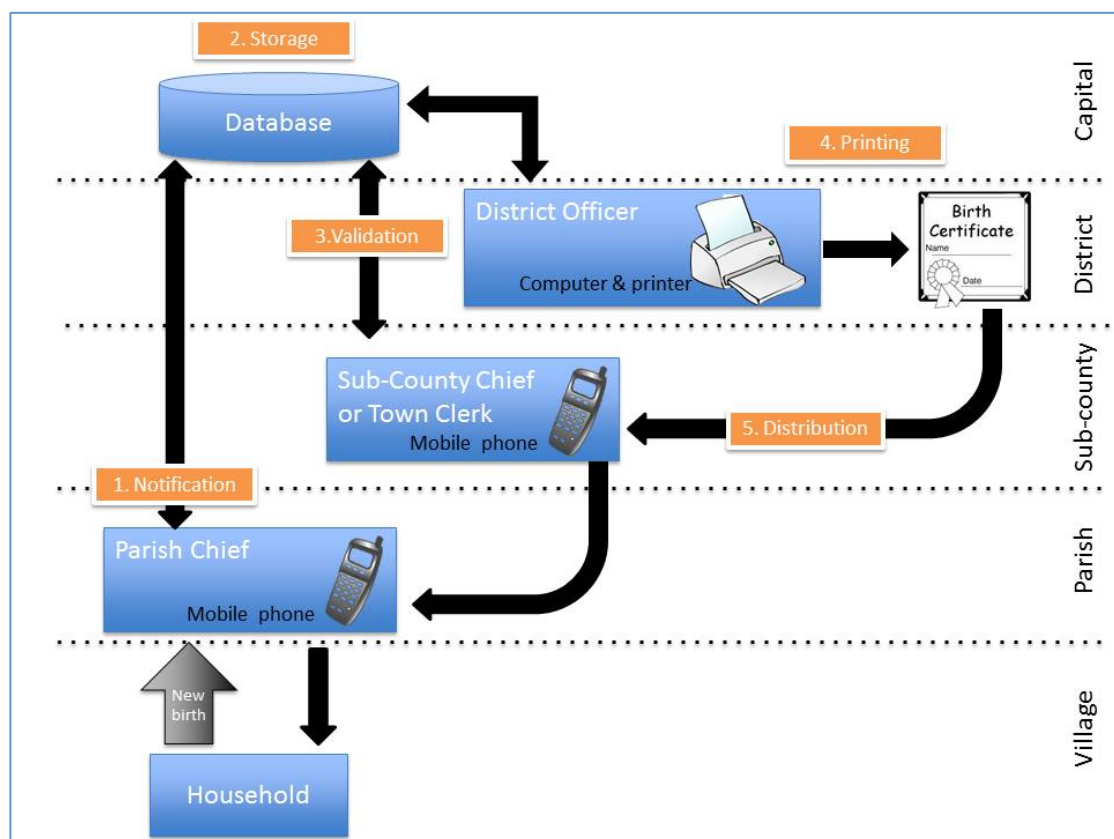 2. Storage
Database
Capital
4. Printing
3.Validation
District Officer
Computer & printer
Birth
Certificate
Name
Date
District
Sub-County Chief
or Town Clerk
Mobile phone
5. Distribution
Sub-county
1. Notification
Parish Chief
Mobile phone
Parish
New
birth
Household
Village